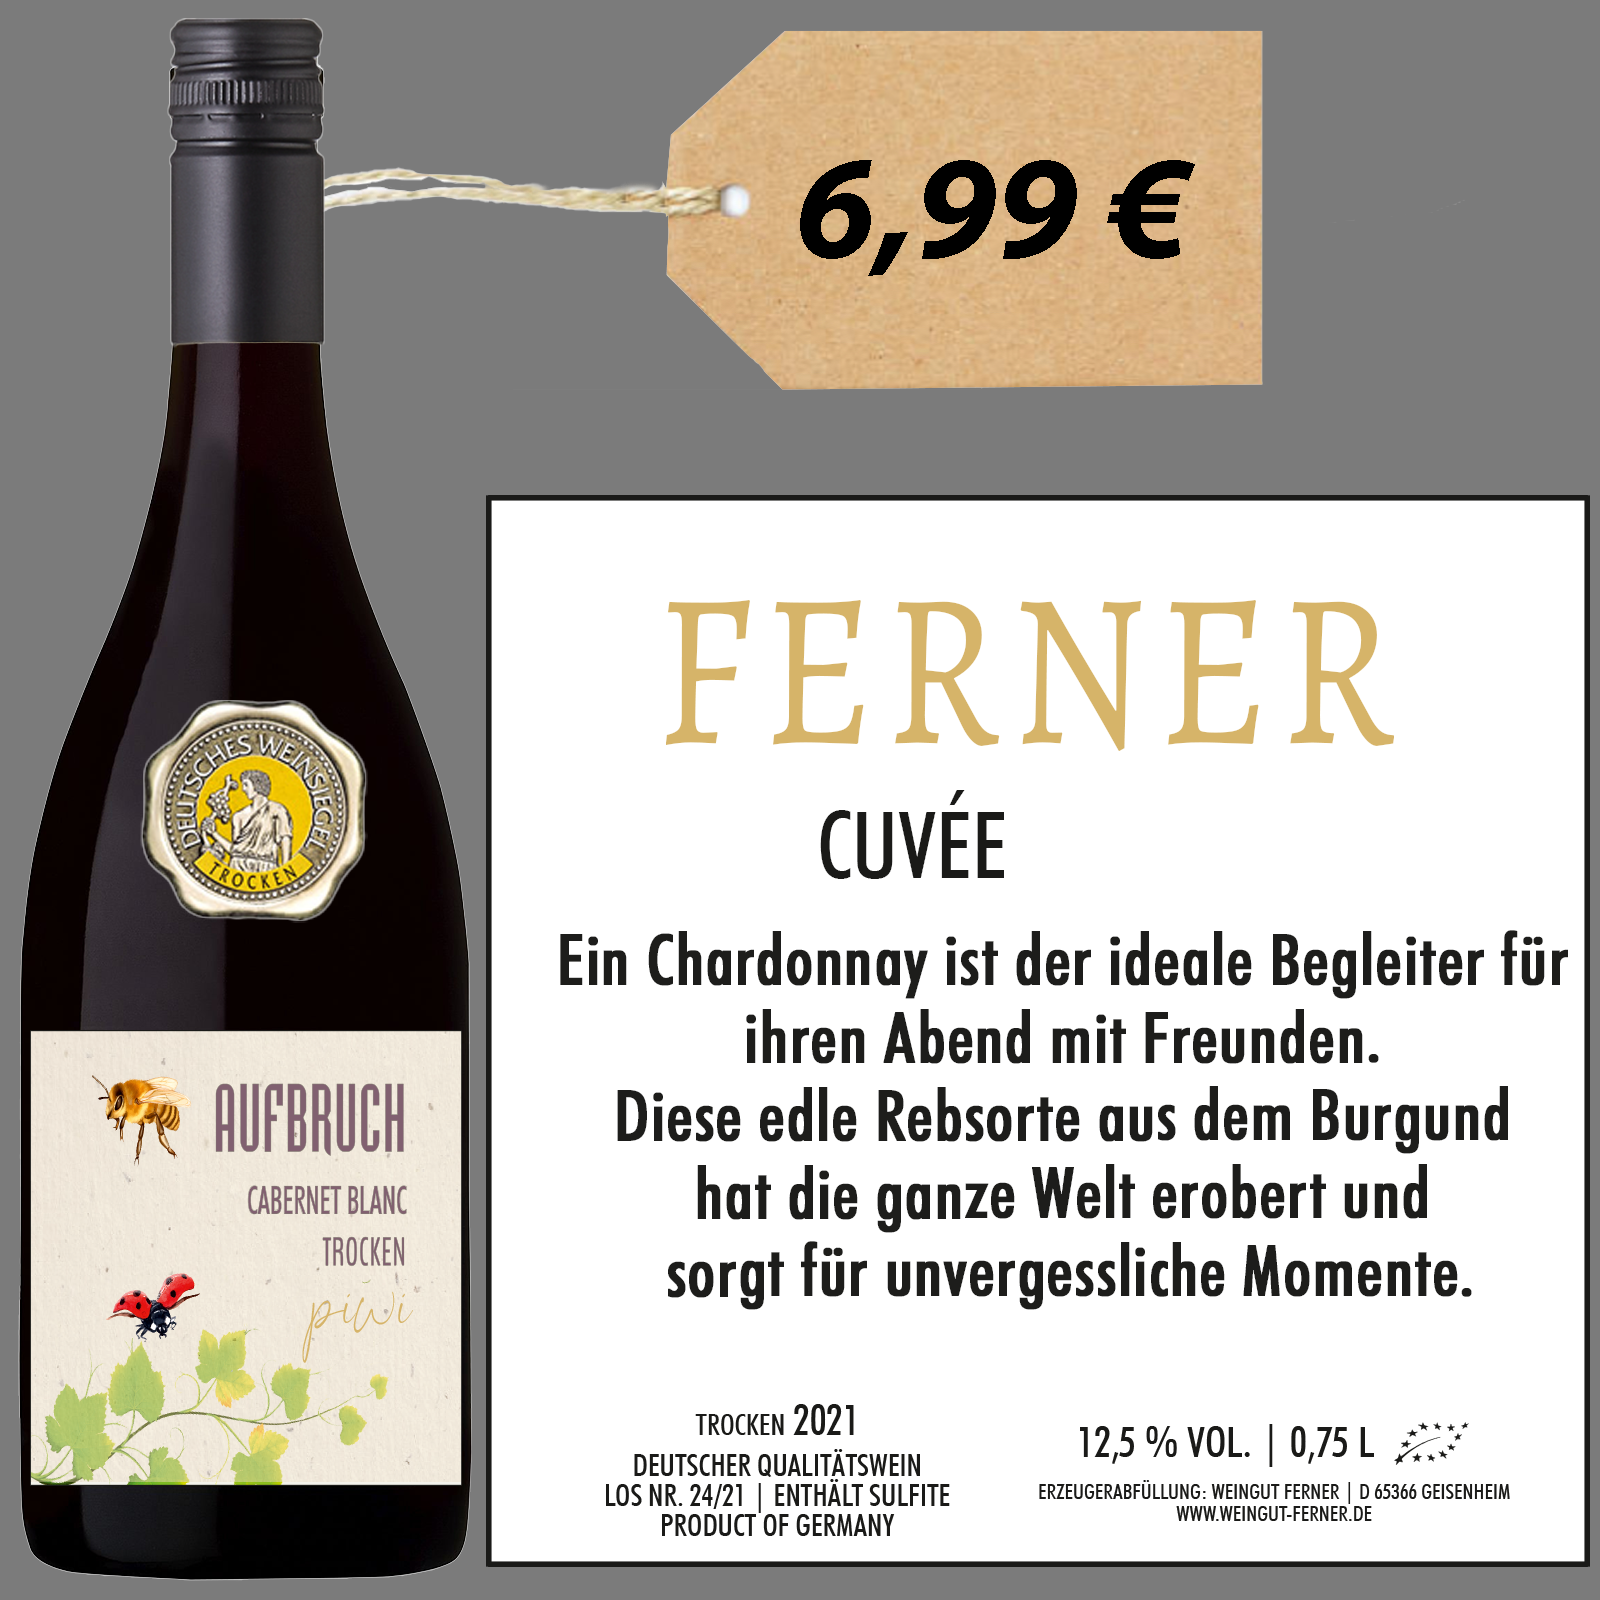 6,99 €
DEUTSCHES WEINSIEGEL
TROCKEN
AUFBRUCH
CABERNET BLANC
TROCKEN
piwi
FERNER
CUVÉE
Ein Chardonnay ist der ideale Begleiter für
ihren Abend mit Freunden.
Diese edle Rebsorte aus dem Burgund
hat die ganze Welt erobert und
sorgt für unvergessliche Momente.
TROCKEN 2021
DEUTSCHER QUALITÄTSWEIN
LOS NR. 24/21 | ENTHÄLT SULFITE
PRODUCT OF GERMANY
12,5 % VOL. | 0,75 L
ERZEUGERABFÜLLUNG: WEINGUT FERNER | D 65366 GEISENHEIM
WWW.WEINGUT-FERNER.DE